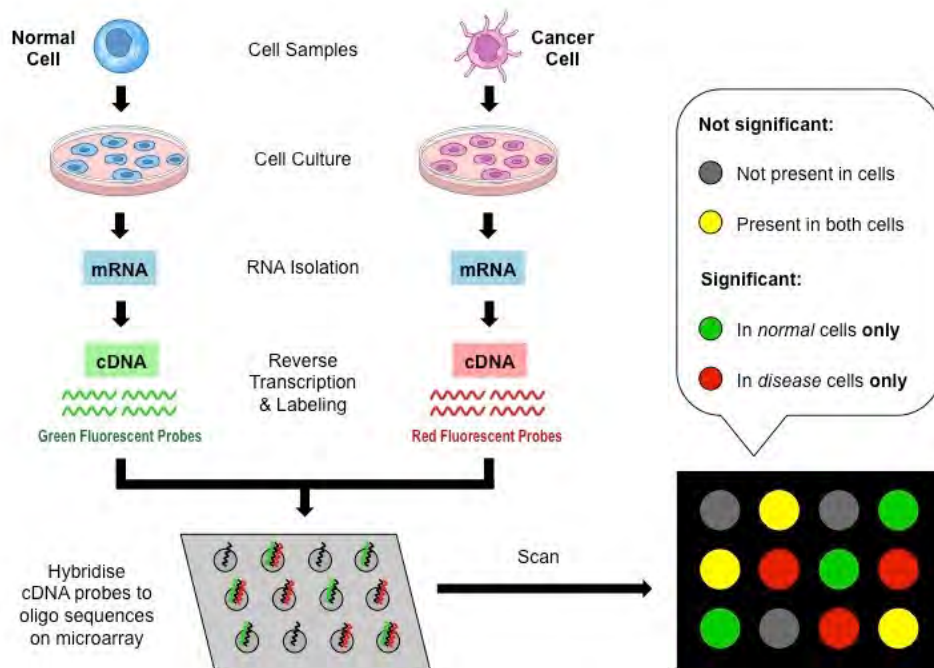 Normal
Cell
Cell Samples
Cancer
Cell
Cell Culture
mRNA
RNA Isolation
mRNA
cDNA
Reverse
Transcription
& Labeling
cDNA
Green Fluorescent Probes
Red Fluorescent Probes
Hybridise
cDNA probes to
oligo sequences
on microarray
Scan
Not significant:
Not present in cells
Present in both cells
Significant:
In normal cells only
In disease cells only